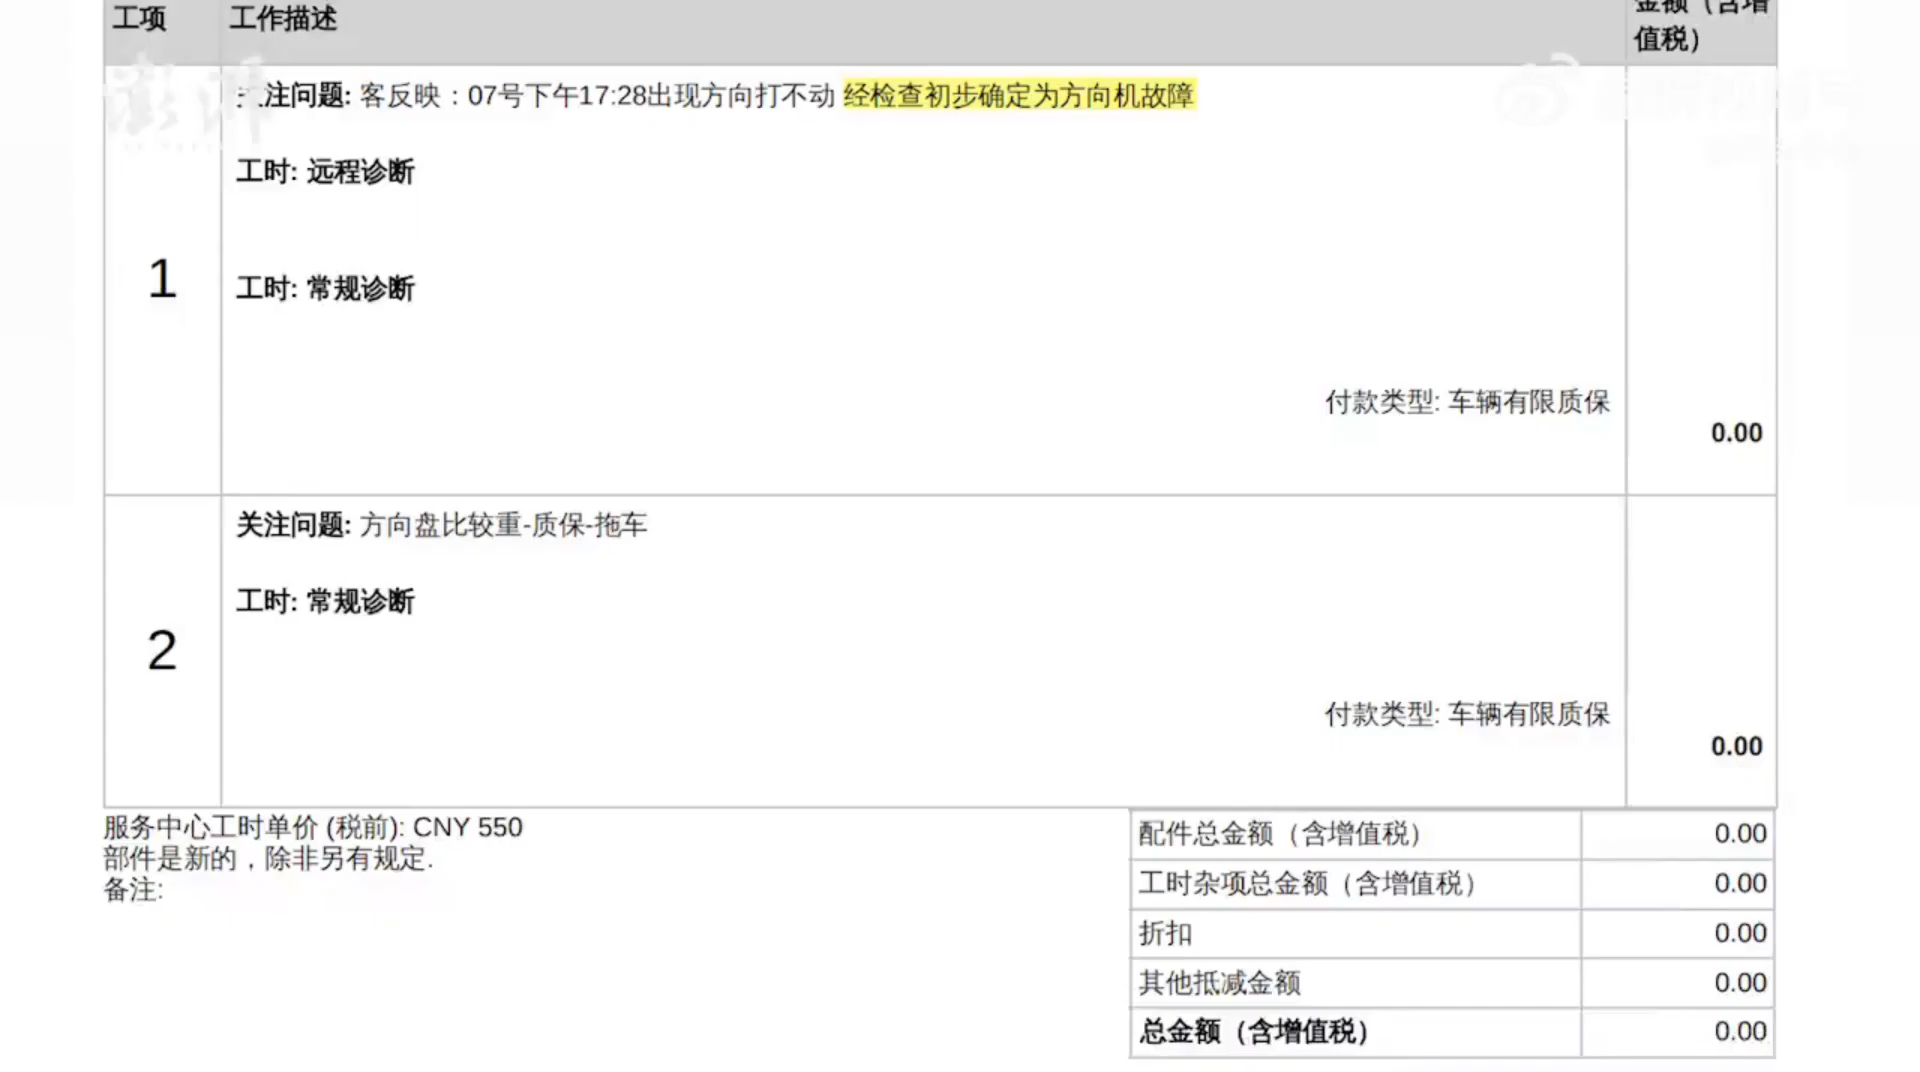 工项 工作描述 金额（含增
值税）
澎湃
关注问题: 客反映：07号下午17:28出现方向打不动 经检查初步确定为方向机故障
工时: 远程诊断
1
工时: 常规诊断
付款类型: 车辆有限质保
0.00
关注问题: 方向盘比较重-质保-拖车
工时: 常规诊断
2
付款类型: 车辆有限质保
0.00
服务中心工时单价 (税前): CNY 550
部件是新的，除非另有规定.
备注:
配件总金额（含增值税） 0.00
工时杂项总金额（含增值税） 0.00
折扣 0.00
其他抵减金额 0.00
总金额（含增值税） 0.00